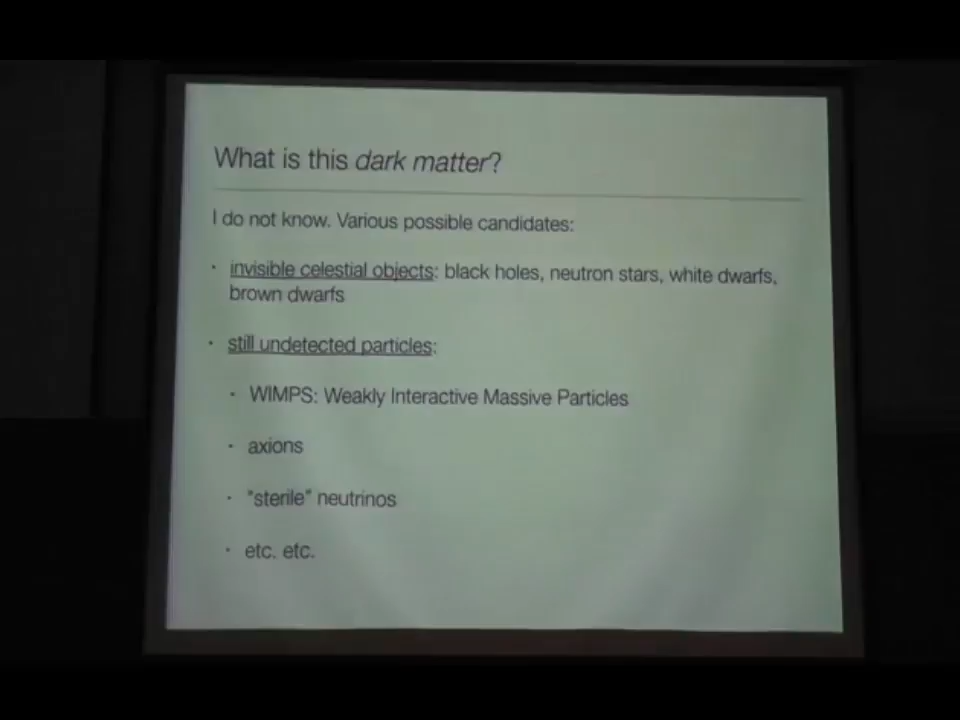 What is this dark matter?
I do not know. Various possible candidates:
· invisible celestial objects: black holes, neutron stars, white dwarfs,
brown dwarfs
· still undetected particles:
· WIMPS: Weakly Interactive Massive Particles
· axions
· "sterile" neutrinos
· etc. etc.